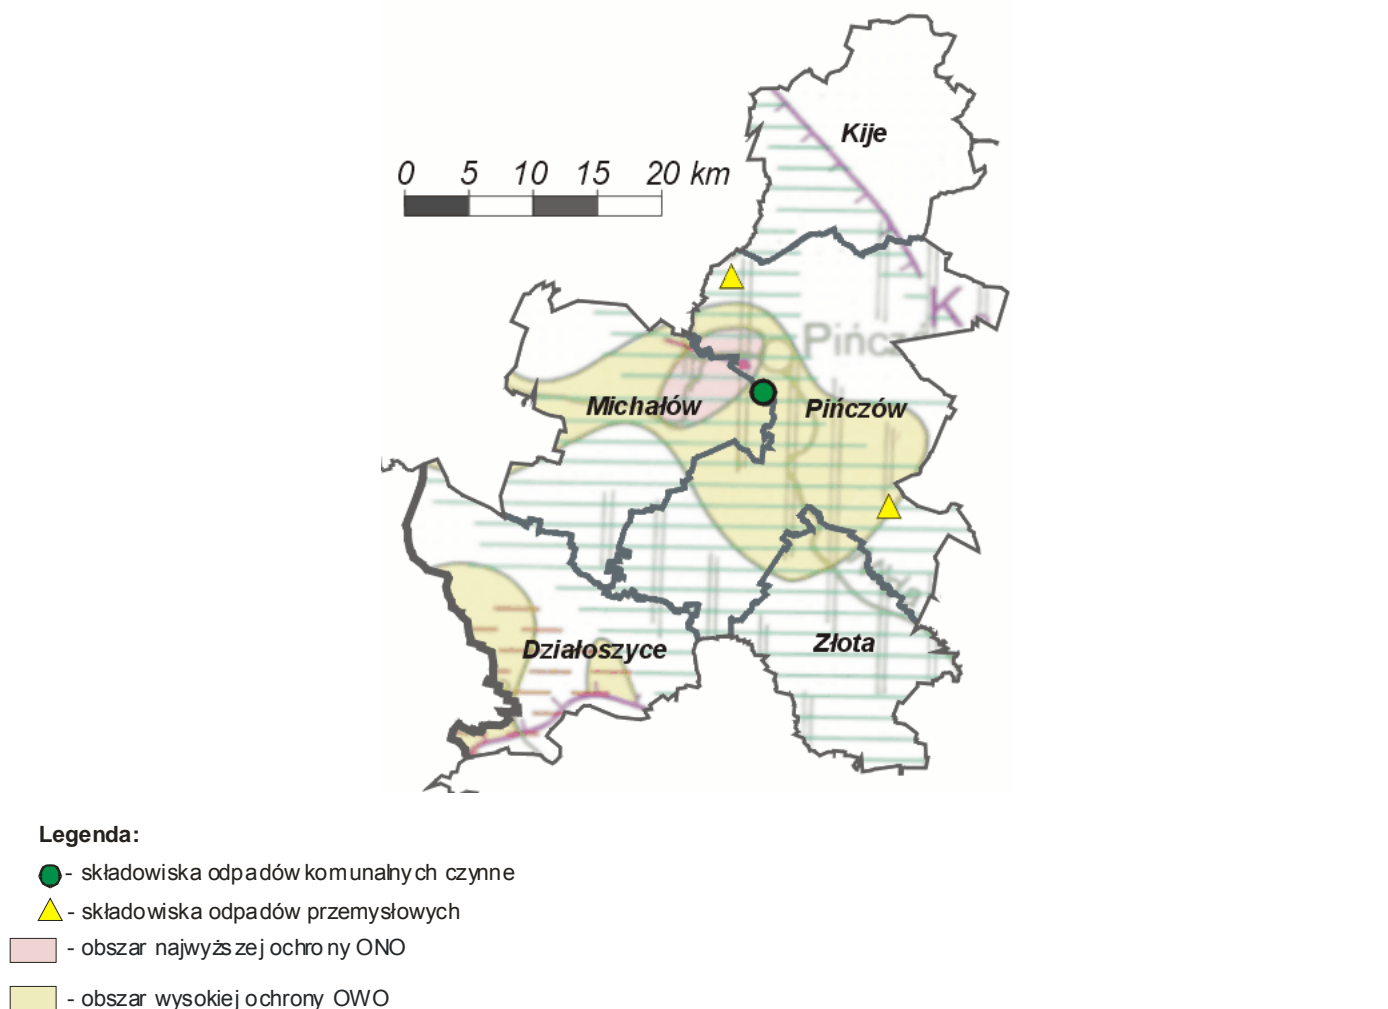 Kije
0 5 10 15 20 km
K
Pińcz
Michałów
Pińczów
Działoszyce
Złota
Legenda:
- składowiska odpadów komunalnych czynne
- składowiska odpadów przemysłowych
- obszar najwyższej ochrony ONO
- obszar wysokiej ochrony OWO